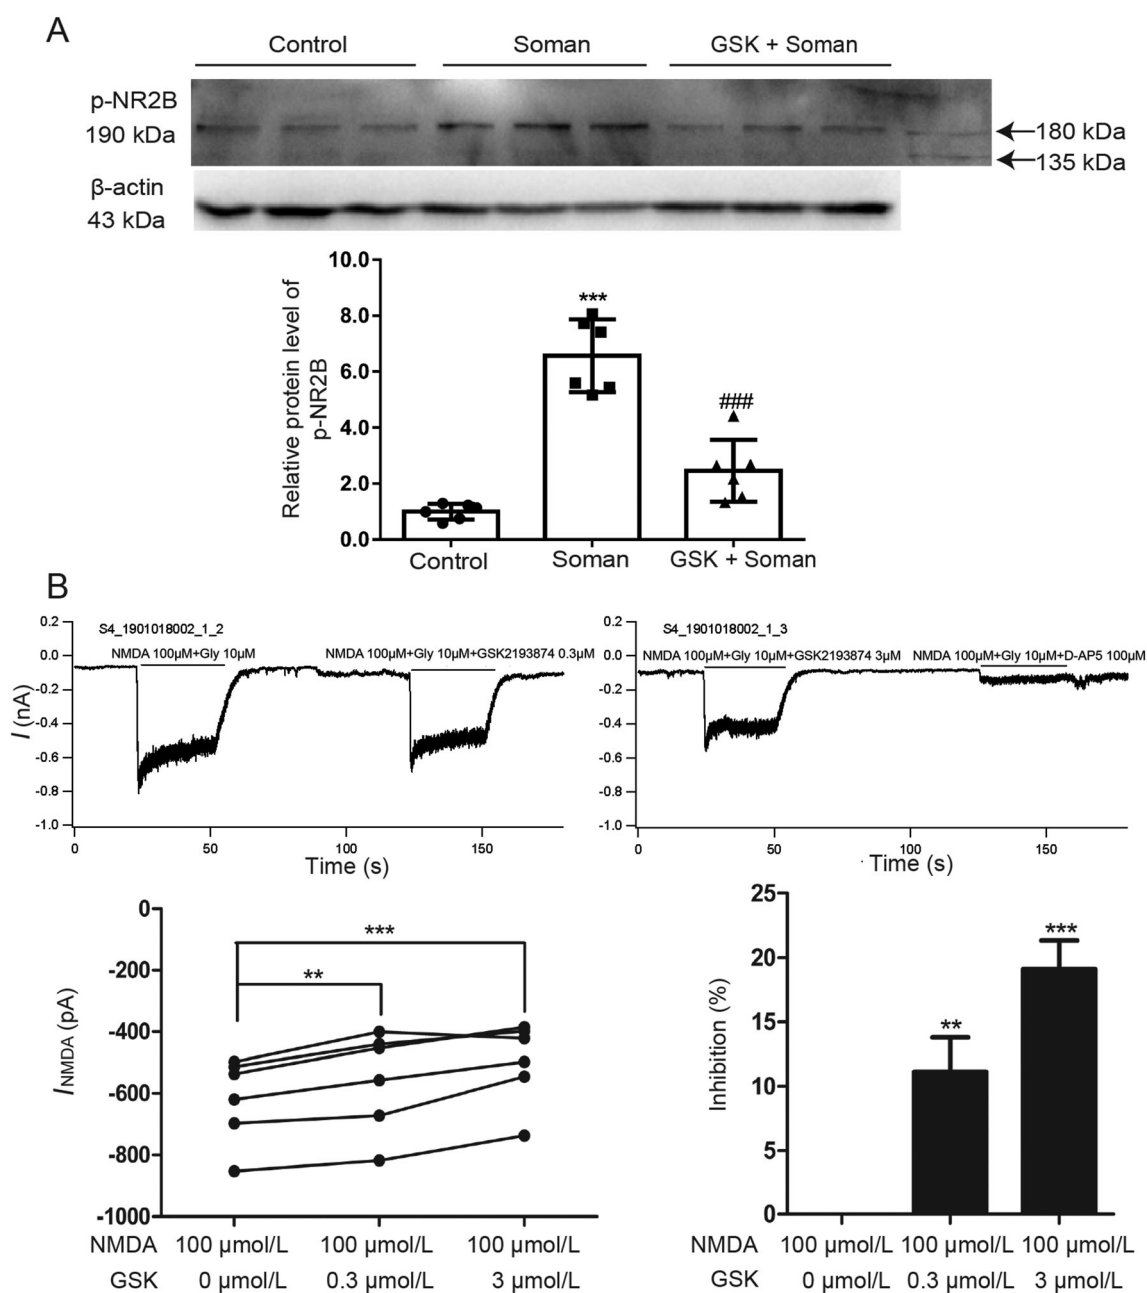 A
Control Soman GSK + Soman
p-NR2B
190 kDa
180 kDa
135 kDa
β-actin
43 kDa
Relative protein level of
p-NR2B
10.0
8.0
6.0
4.0
2.0
0.0
***
###
Control Soman GSK + Soman
B
I (nA)
0.2
0.0
-0.2
-0.4
-0.6
-0.8
-1.0
S4_1901018002_1_2
NMDA 100μM+Gly 10μM
NMDA 100μM+Gly 10μM+GSK2193874 0.3μM
0 50 100 150
Time (s)
0.2
0.0
-0.2
-0.4
-0.6
-0.8
-1.0
S4_1901018002_1_3
NMDA 100μM+Gly 10μM+GSK2193874 3μM
NMDA 100μM+Gly 10μM+D-AP5 100μM
0 50 100 150
Time (s)
INMDA (pA)
0
-200
-400
-600
-800
-1000
***
**
NMDA 100 μmol/L 100 μmol/L 100 μmol/L
GSK 0 μmol/L 0.3 μmol/L 3 μmol/L
Inhibition (%)
25
20
15
10
5
0
**
***
NMDA 100 μmol/L 100 μmol/L 100 μmol/L
GSK 0 μmol/L 0.3 μmol/L 3 μmol/L